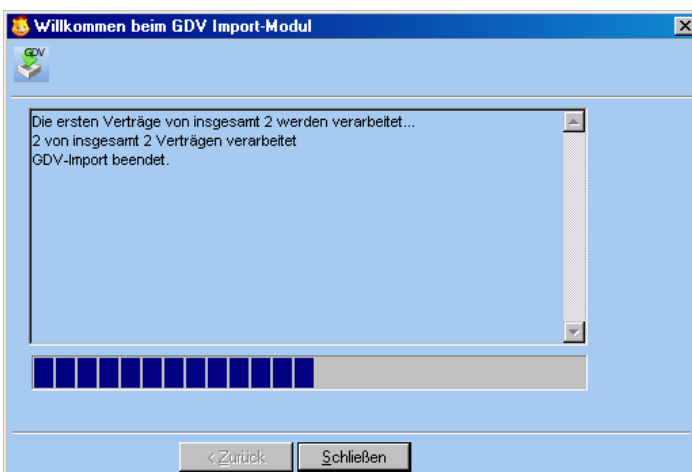 Willkommen beim GDV Import-Modul
GDV
Die ersten Verträge von insgesamt 2 werden verarbeitet...
2 von insgesamt 2 Verträgen verarbeitet
GDV-Import beendet.
< Zurück
Schließen